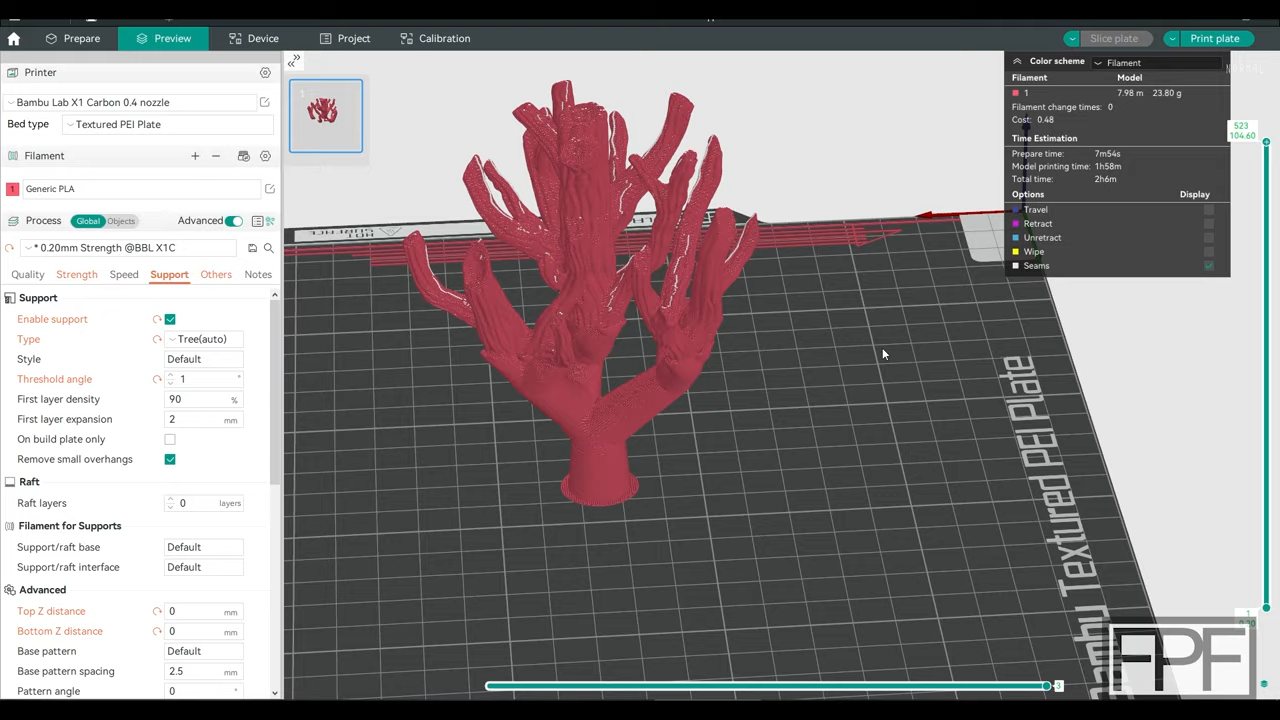 Prepare
Preview
Device
Project
Calibration
Slice plate
Print plate
Printer
Bambu Lab X1 Carbon 0.4 nozzle
Bed type
Textured PEI Plate
Filament
1
Generic PLA
Process
Global
Objects
Advanced
* 0.20mm Strength @BBL X1C
Quality
Strength
Speed
Support
Others
Notes
Support
Enable support
Type
Tree(auto)
Style
Default
Threshold angle
1
°
First layer density
90
%
First layer expansion
2
mm
On build plate only
Remove small overhangs
Raft
Raft layers
0
layers
Filament for Supports
Support/raft base
Default
Support/raft interface
Default
Advanced
Top Z distance
0
mm
Bottom Z distance
0
mm
Base pattern
Default
Base pattern spacing
2.5
mm
Pattern angle
0
°
1
Color scheme
Filament
Filament
Model
1
7.98 m
23.80 g
Filament change times: 0
Cost: 0.48
Time Estimation
Prepare time:
7m54s
Model printing time:
1h58m
Total time:
2h6m
Options
Display
Travel
Retract
Unretract
Wipe
Seams
523
104.60
HOT
SURFACE
Textured PEI Plate
1
3
FPF